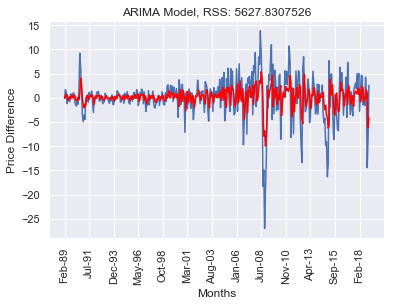 ARIMA Model, RSS: 5627.8307526
Price Difference
15
10
5
0
−5
−10
−15
−20
−25
Feb-89
Jul-91
Dec-93
May-96
Oct-98
Mar-01
Aug-03
Jan-06
Jun-08
Nov-10
Apr-13
Sep-15
Feb-18
Months